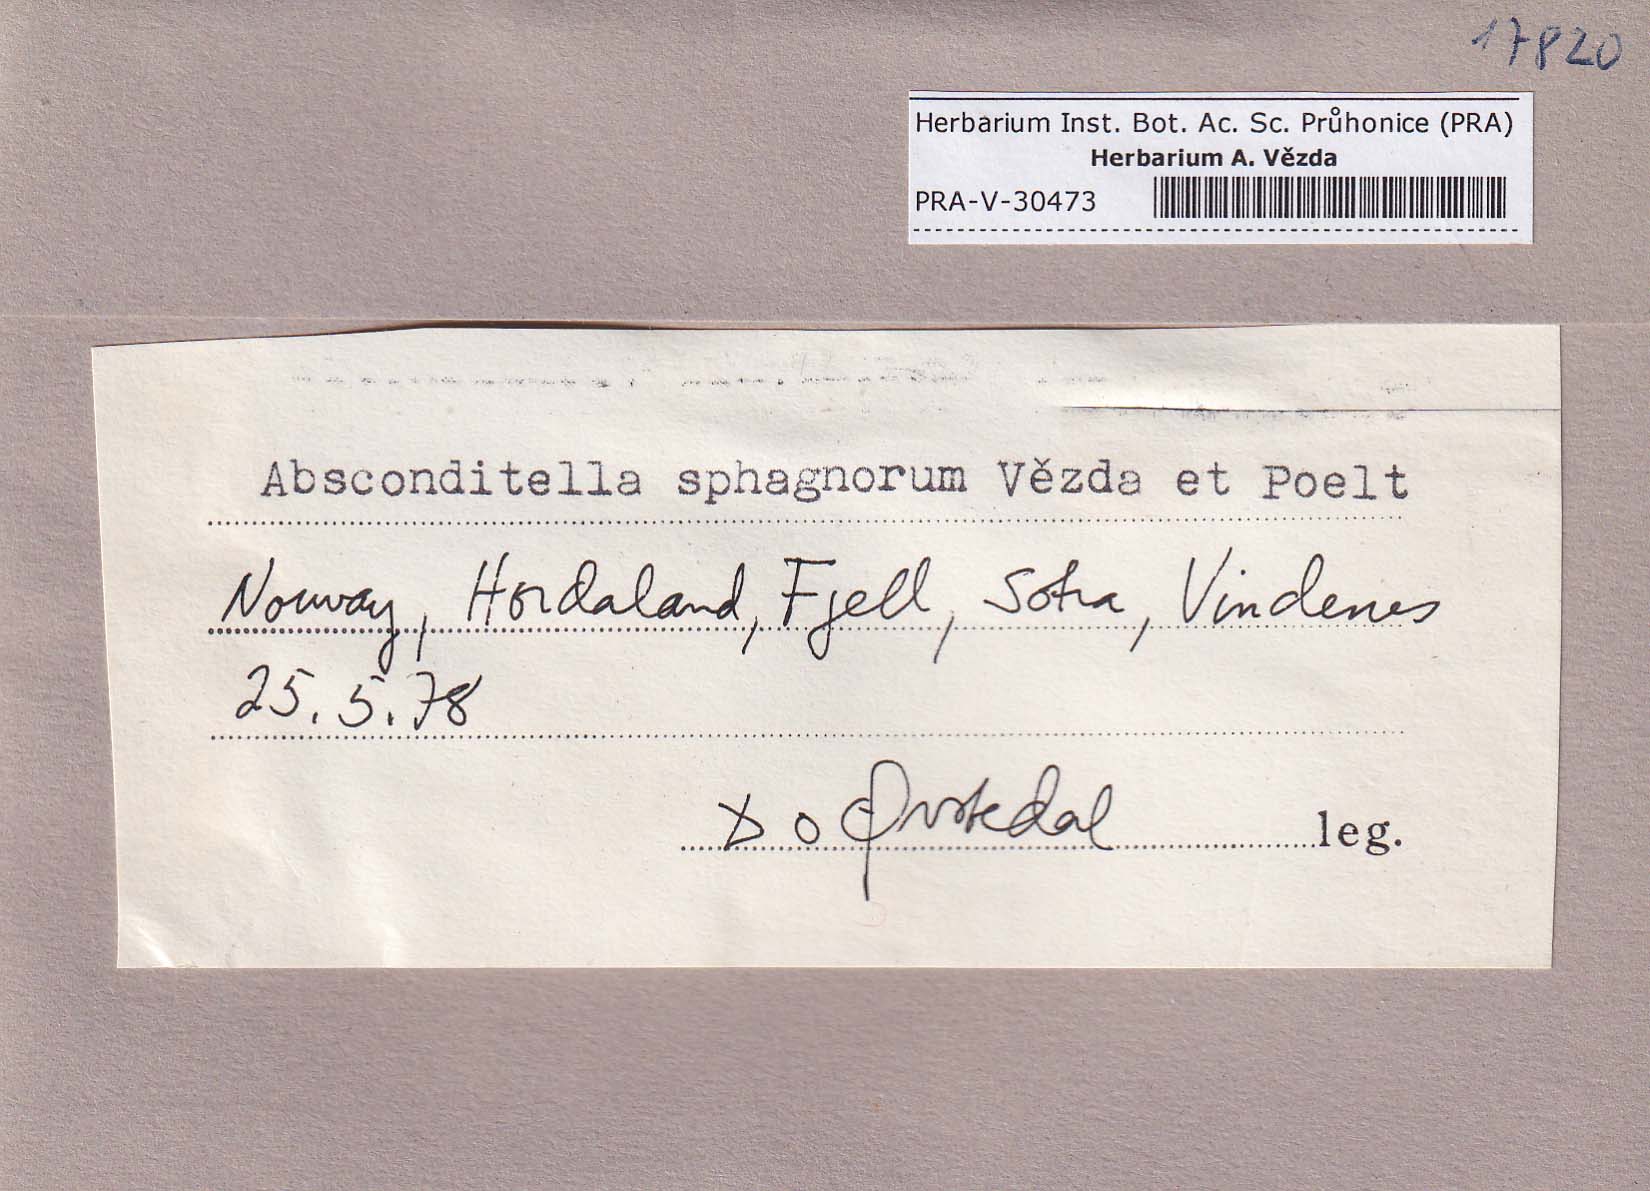 17820
Herbarium Inst. Bot. Ac. Sc. Průhonice (PRA)
Herbarium A. Vězda
PRA-V-30473
Absconditella sphagnorum Vězda et Poelt
Norway, Hordaland, Fjell, Sotra, Vindenes
25.5.78
D O Øvstedal leg.